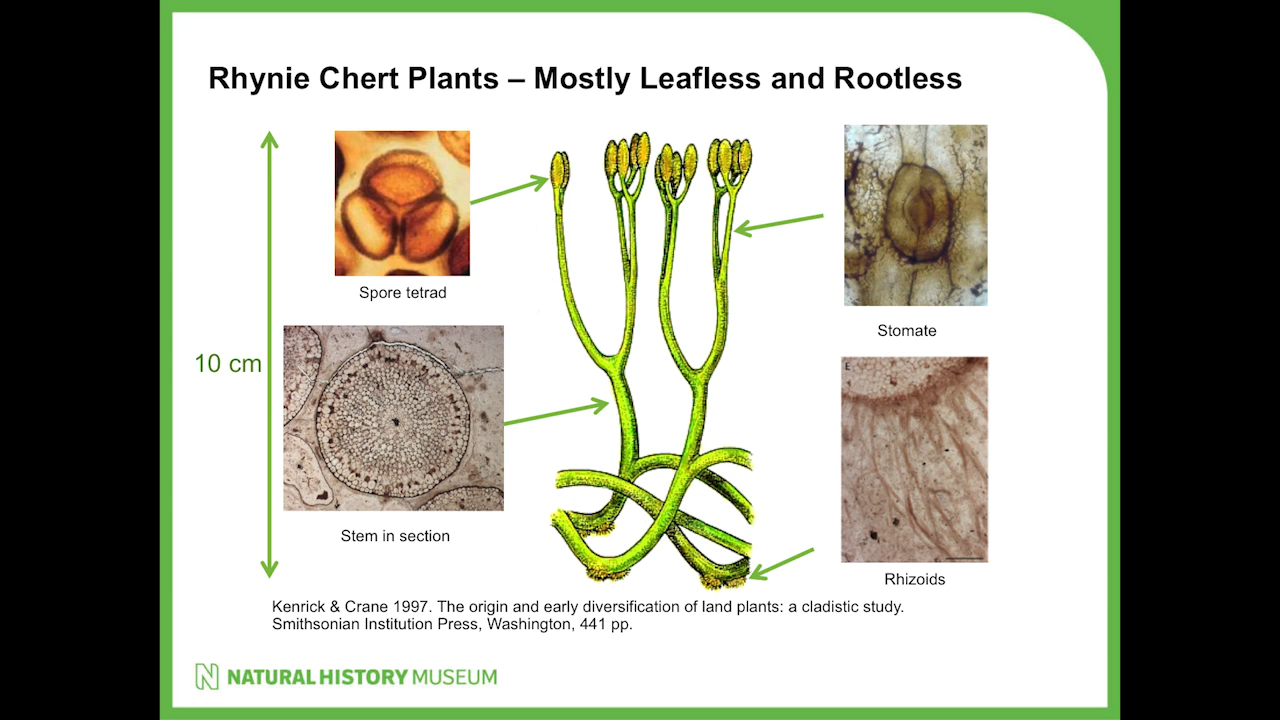 Rhynie Chert Plants – Mostly Leafless and Rootless
10 cm
Spore tetrad
Stem in section
Stomate
E
Rhizoids
Kenrick & Crane 1997. The origin and early diversification of land plants: a cladistic study.
Smithsonian Institution Press, Washington, 441 pp.
N NATURAL HISTORY MUSEUM